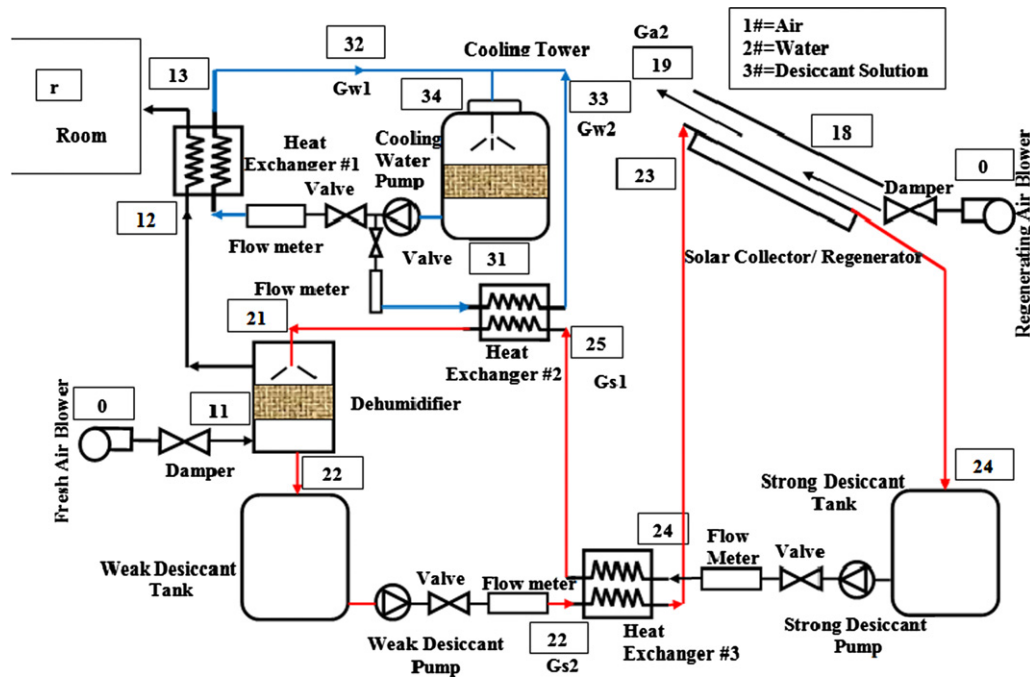 32
Cooling Tower
Ga2
1#=Air
2#=Water
3#=Desiccant Solution
r
13
Gw1
34
33
19
Room
Gw2
18
Heat
Exchanger #1
Cooling
Water
Pump
23
0
Valve
Damper
12
Flow meter
Valve
31
Solar Collector/ Regenerator
Regenerating Air Blower
Flow meter
21
25
Heat
Exchanger #2
Gs1
0
11
Dehumidifier
Fresh Air Blower
Damper
22
24
Strong Desiccant
Tank
24
Flow
Meter
Valve
Weak Desiccant
Tank
Valve
Flow meter
Weak Desiccant
Pump
22
Gs2
Heat
Exchanger #3
Strong Desiccant
Pump